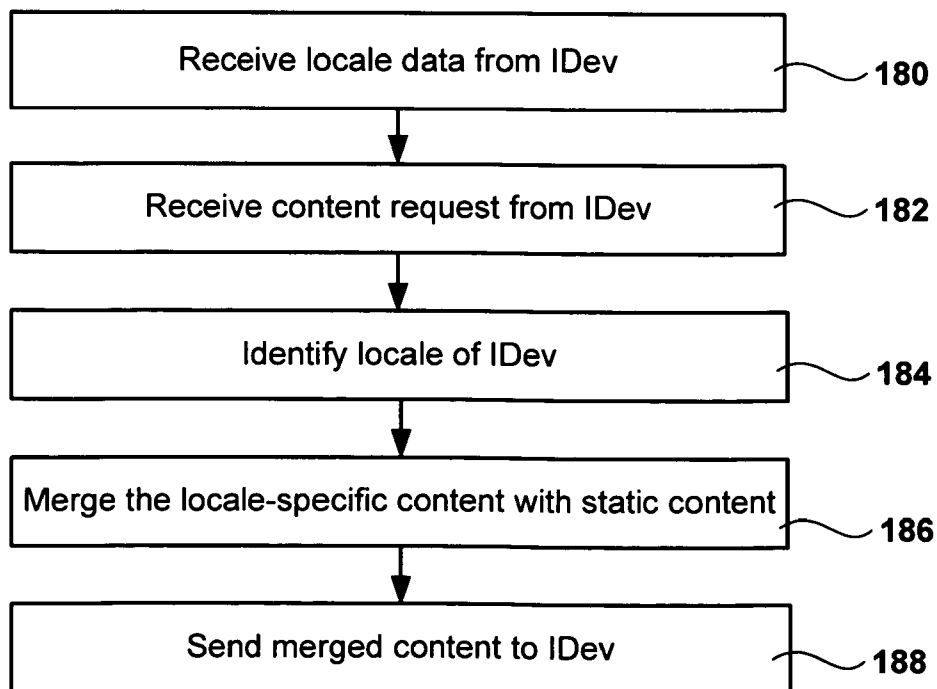 Receive locale data from IDev
180
Receive content request from IDev
182
Identify locale of IDev
184
Merge the locale-specific content with static content
186
Send merged content to IDev
188